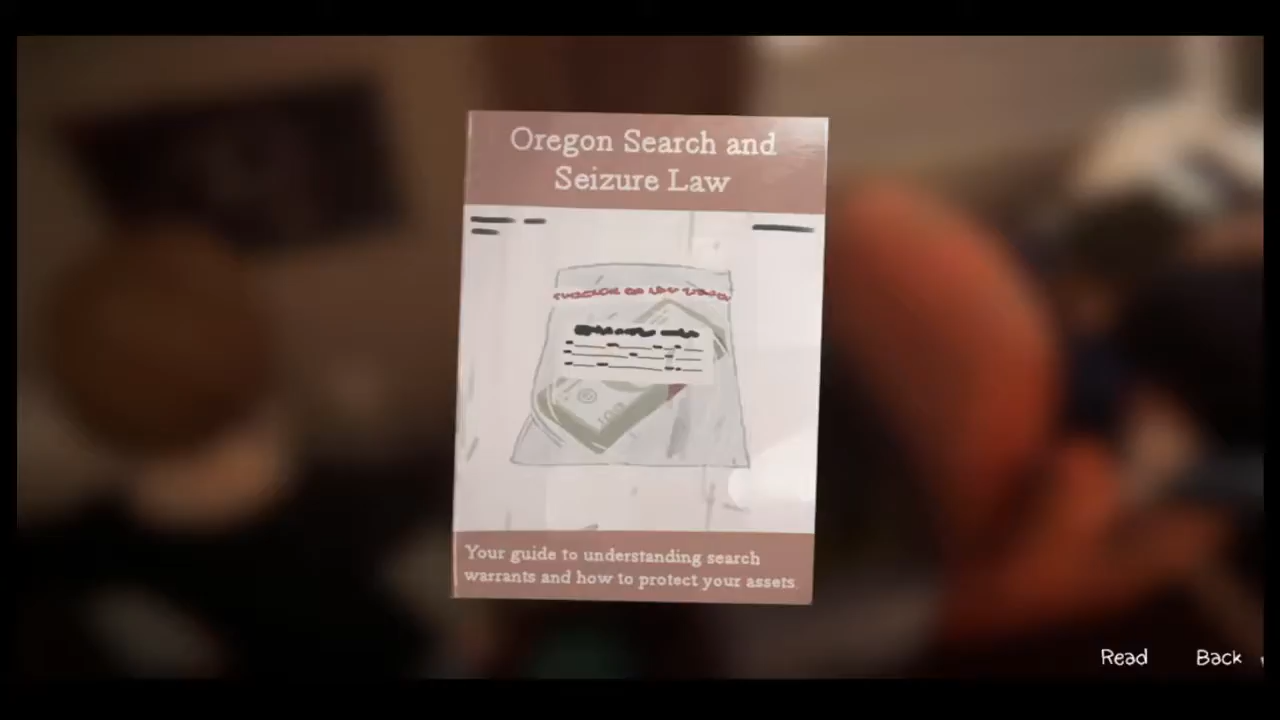 Oregon Search and
Seizure Law
Your guide to understanding search
warrants and how to protect your assets
Read
Back